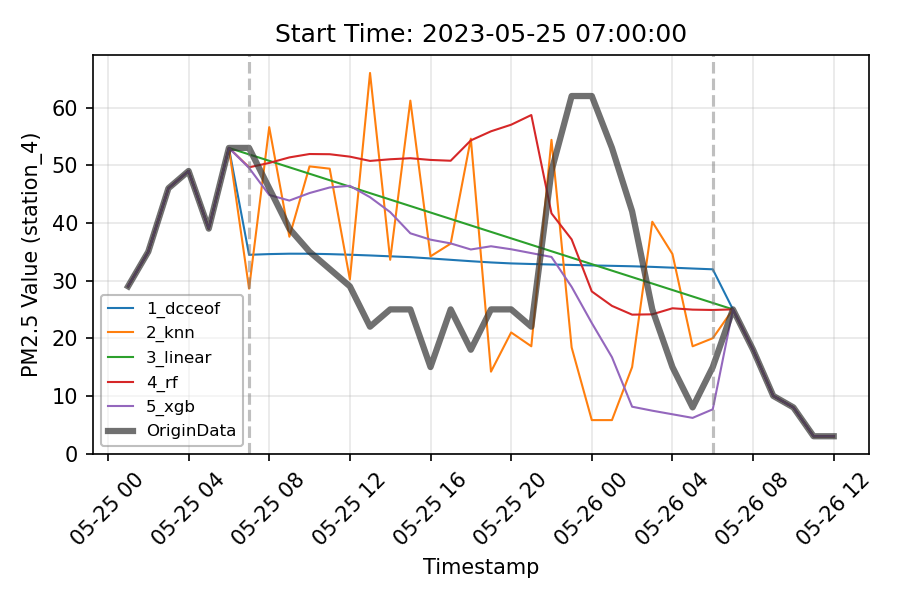 Start Time: 2023-05-25 07:00:00
PM2.5 Value (station_4)
60
50
40
30
20
10
0
1_dcceof
2_knn
3_linear
4_rf
5_xgb
OriginData
05-25 00
05-25 04
05-25 08
05-25 12
05-25 16
05-25 20
05-26 00
05-26 04
05-26 08
05-26 12
Timestamp